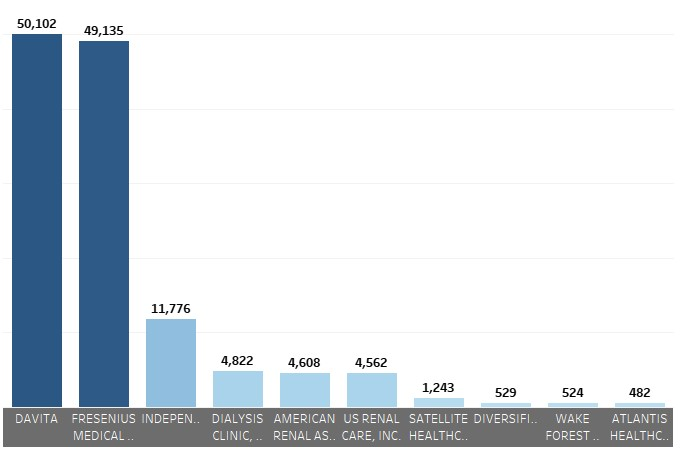 50,102
49,135
11,776
4,822
4,608
4,562
1,243
529
524
482
DAVITA
FRESENIUS
MEDICAL ..
INDEPEN..
DIALYSIS
CLINIC, ..
AMERICAN
RENAL AS..
US RENAL
CARE, INC.
SATELLITE
HEALTHC..
DIVERSIFI..
WAKE
FOREST ..
ATLANTIS
HEALTHC..